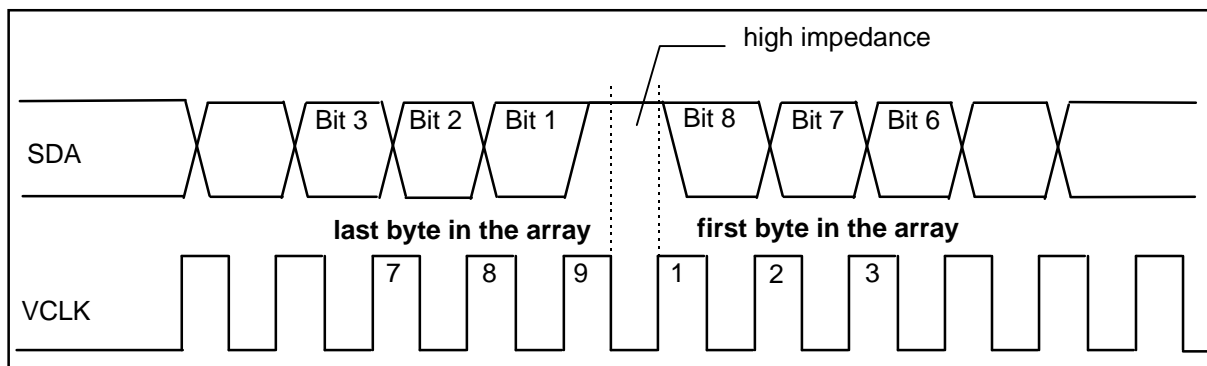 high impedance
Bit 3 Bit 2 Bit 1 Bit 8 Bit 7 Bit 6
SDA
last byte in the array first byte in the array
7 8 9 1 2 3
VCLK